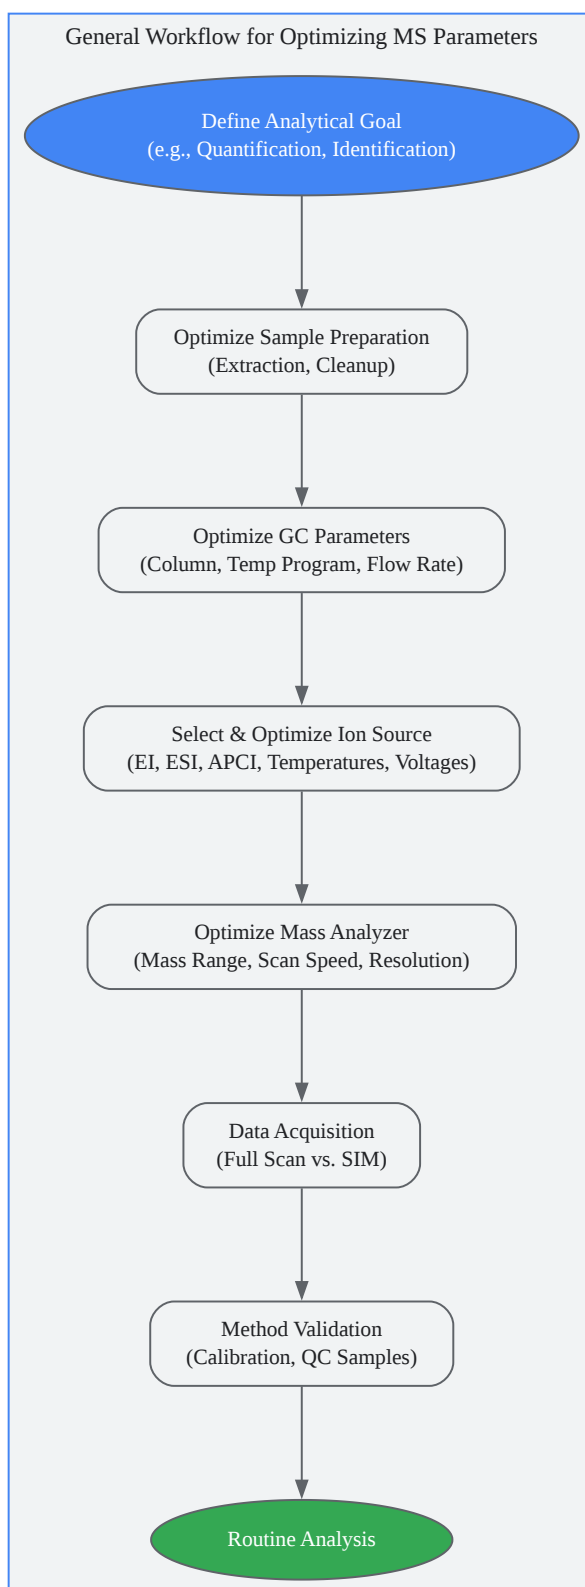 General Workflow for Optimizing MS Parameters
Define Analytical Goal
(e.g., Quantification, Identification)
Optimize Sample Preparation
(Extraction, Cleanup)
Optimize GC Parameters
(Column, Temp Program, Flow Rate)
Select & Optimize Ion Source
(EI, ESI, APCI, Temperatures, Voltages)
Optimize Mass Analyzer
(Mass Range, Scan Speed, Resolution)
Data Acquisition
(Full Scan vs. SIM)
Method Validation
(Calibration, QC Samples)
Routine Analysis